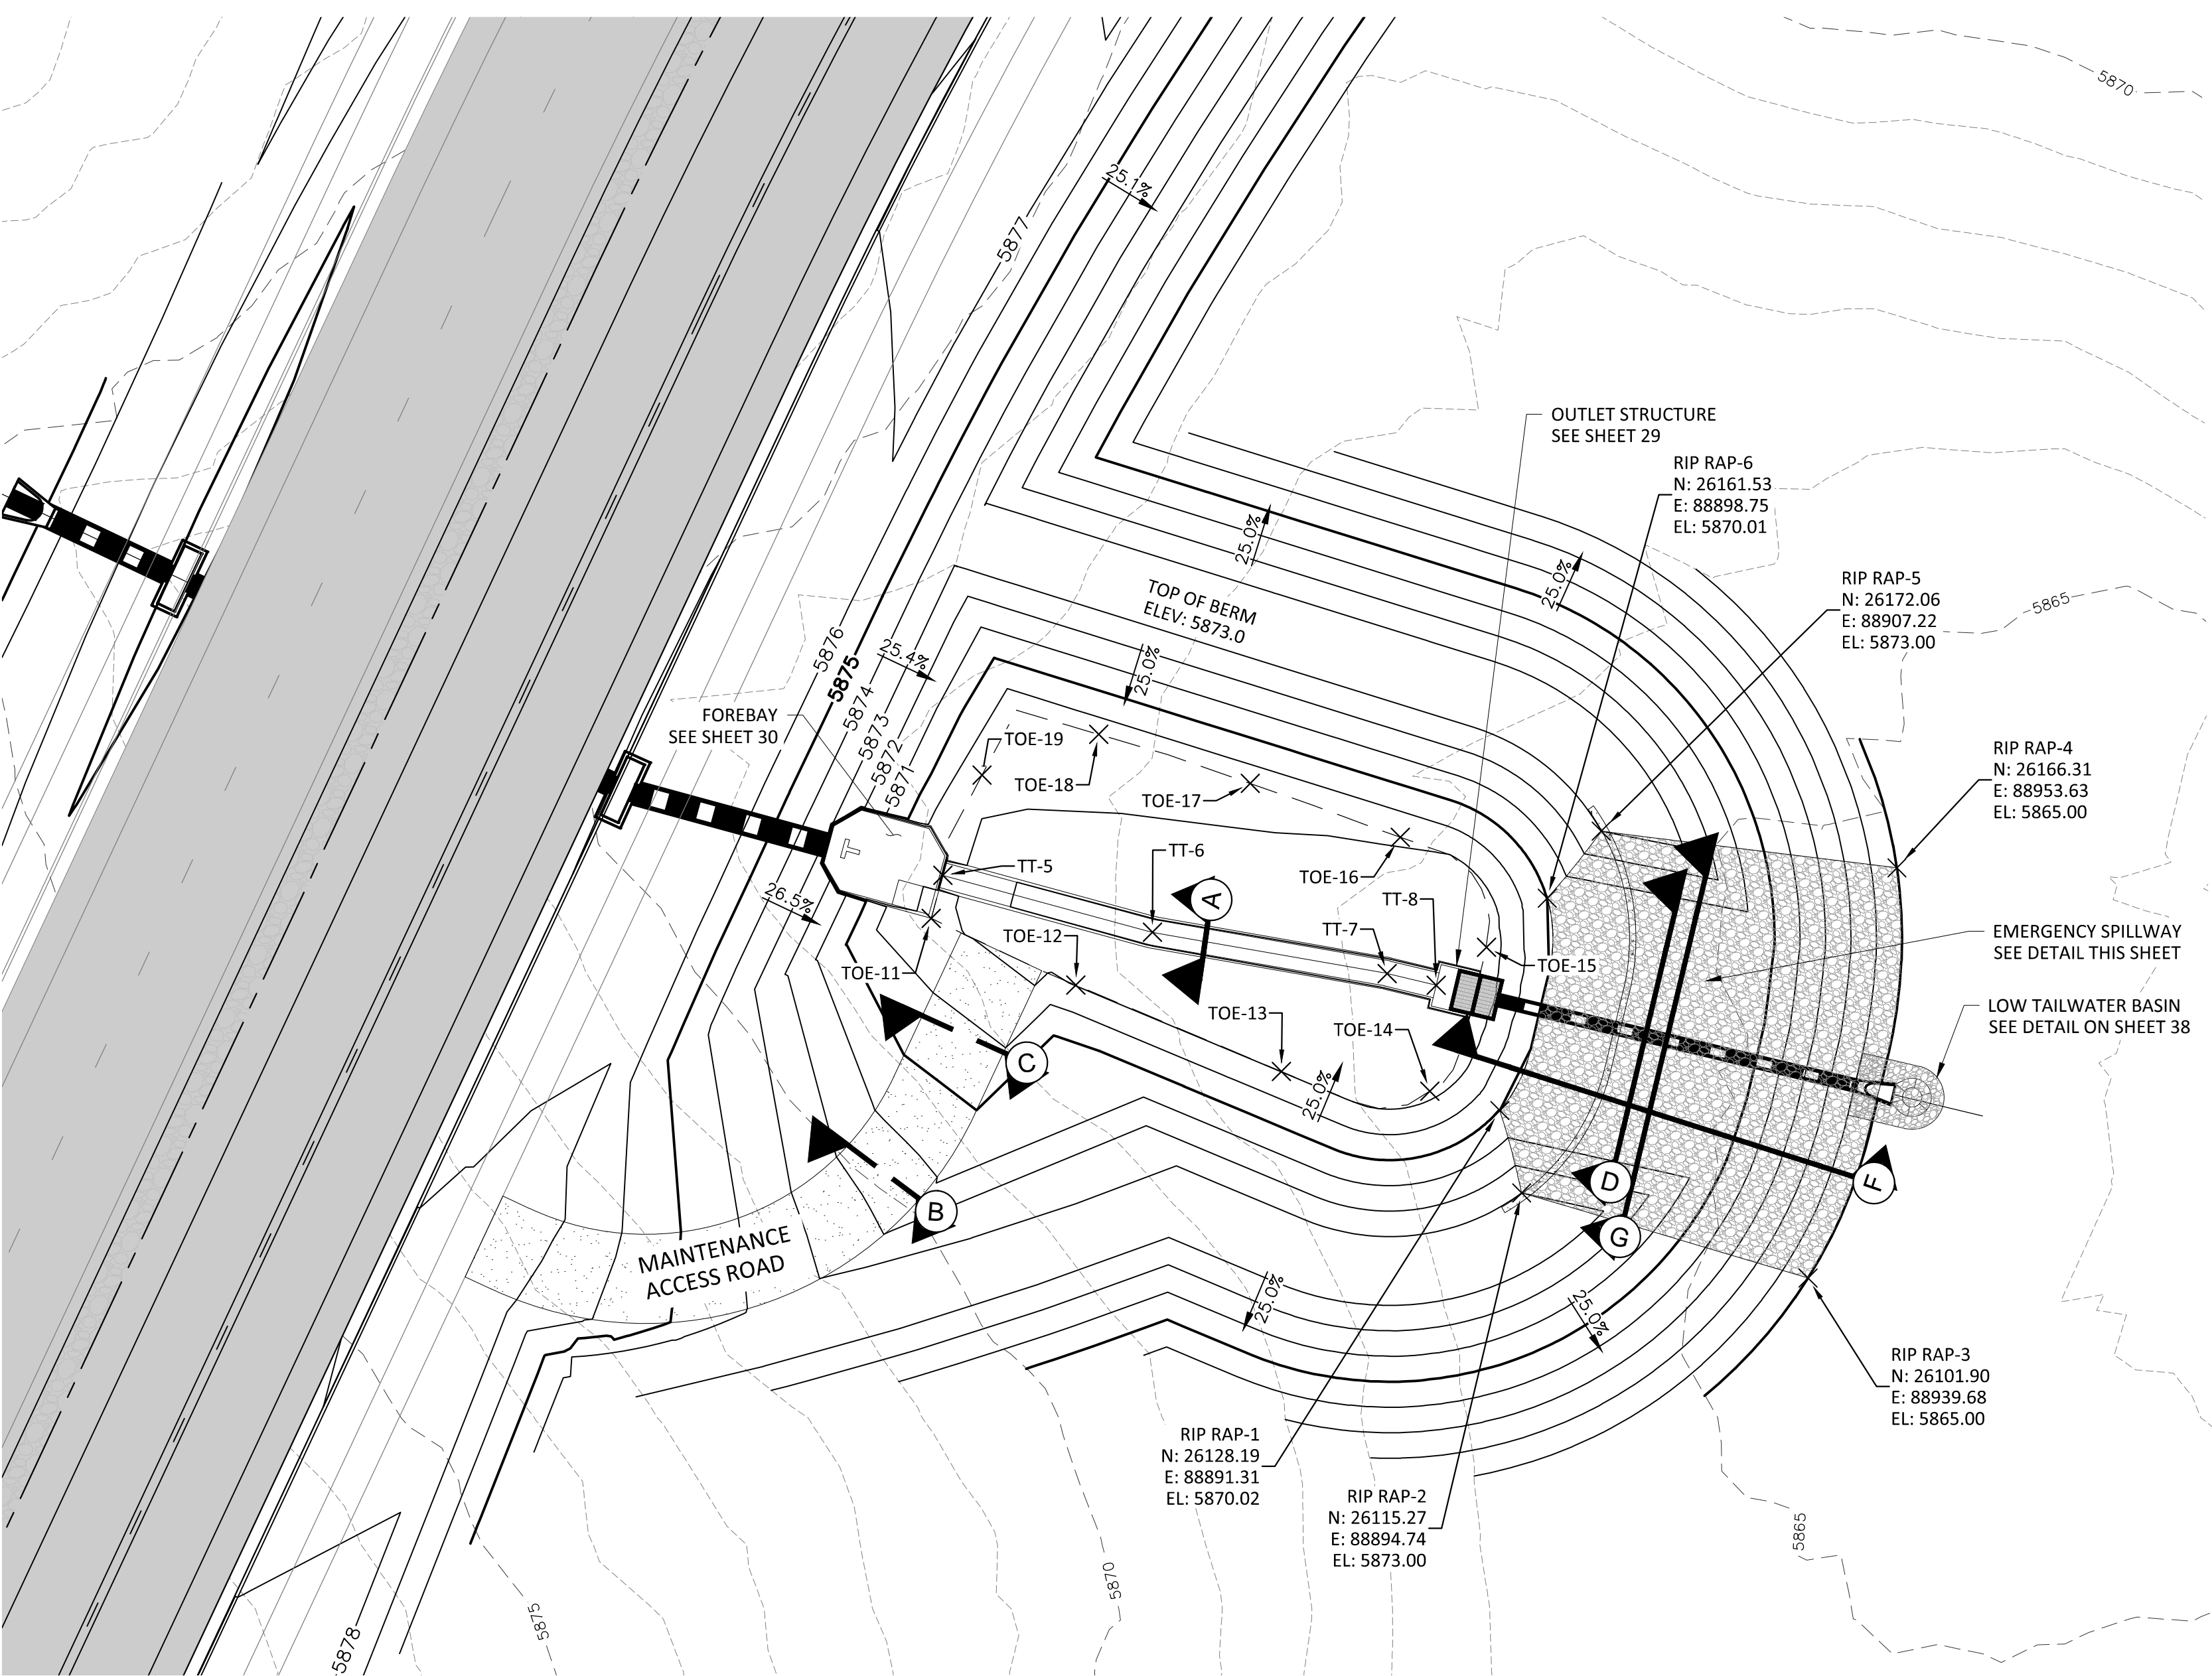 5870
25.1%
5877
OUTLET STRUCTURE
SEE SHEET 29
RIP RAP-6
N: 26161.53
E: 88898.75
EL: 5870.01
25.0%
25.0%
RIP RAP-5
N: 26172.06
E: 88907.22
EL: 5873.00
5865
TOP OF BERM
ELEV: 5873.0
25.0%
5876
5875
5874
5873
5872
5871
25.4%
FOREBAY
SEE SHEET 30
TOE-19
TOE-18
TOE-17
TOE-16
RIP RAP-4
N: 26166.31
E: 88953.63
EL: 5865.00
T
TT-5
TT-6
A
TT-8
TT-7
26.5%
TOE-12
TOE-11
TOE-15
TOE-13
TOE-14
EMERGENCY SPILLWAY
SEE DETAIL THIS SHEET
LOW TAILWATER BASIN
SEE DETAIL ON SHEET 38
C
25.0%
B
D
F
G
MAINTENANCE
ACCESS ROAD
25.0%
25.0%
RIP RAP-3
N: 26101.90
E: 88939.68
EL: 5865.00
RIP RAP-1
N: 26128.19
E: 88891.31
EL: 5870.02
RIP RAP-2
N: 26115.27
E: 88894.74
EL: 5873.00
5865
5870
5875
5878